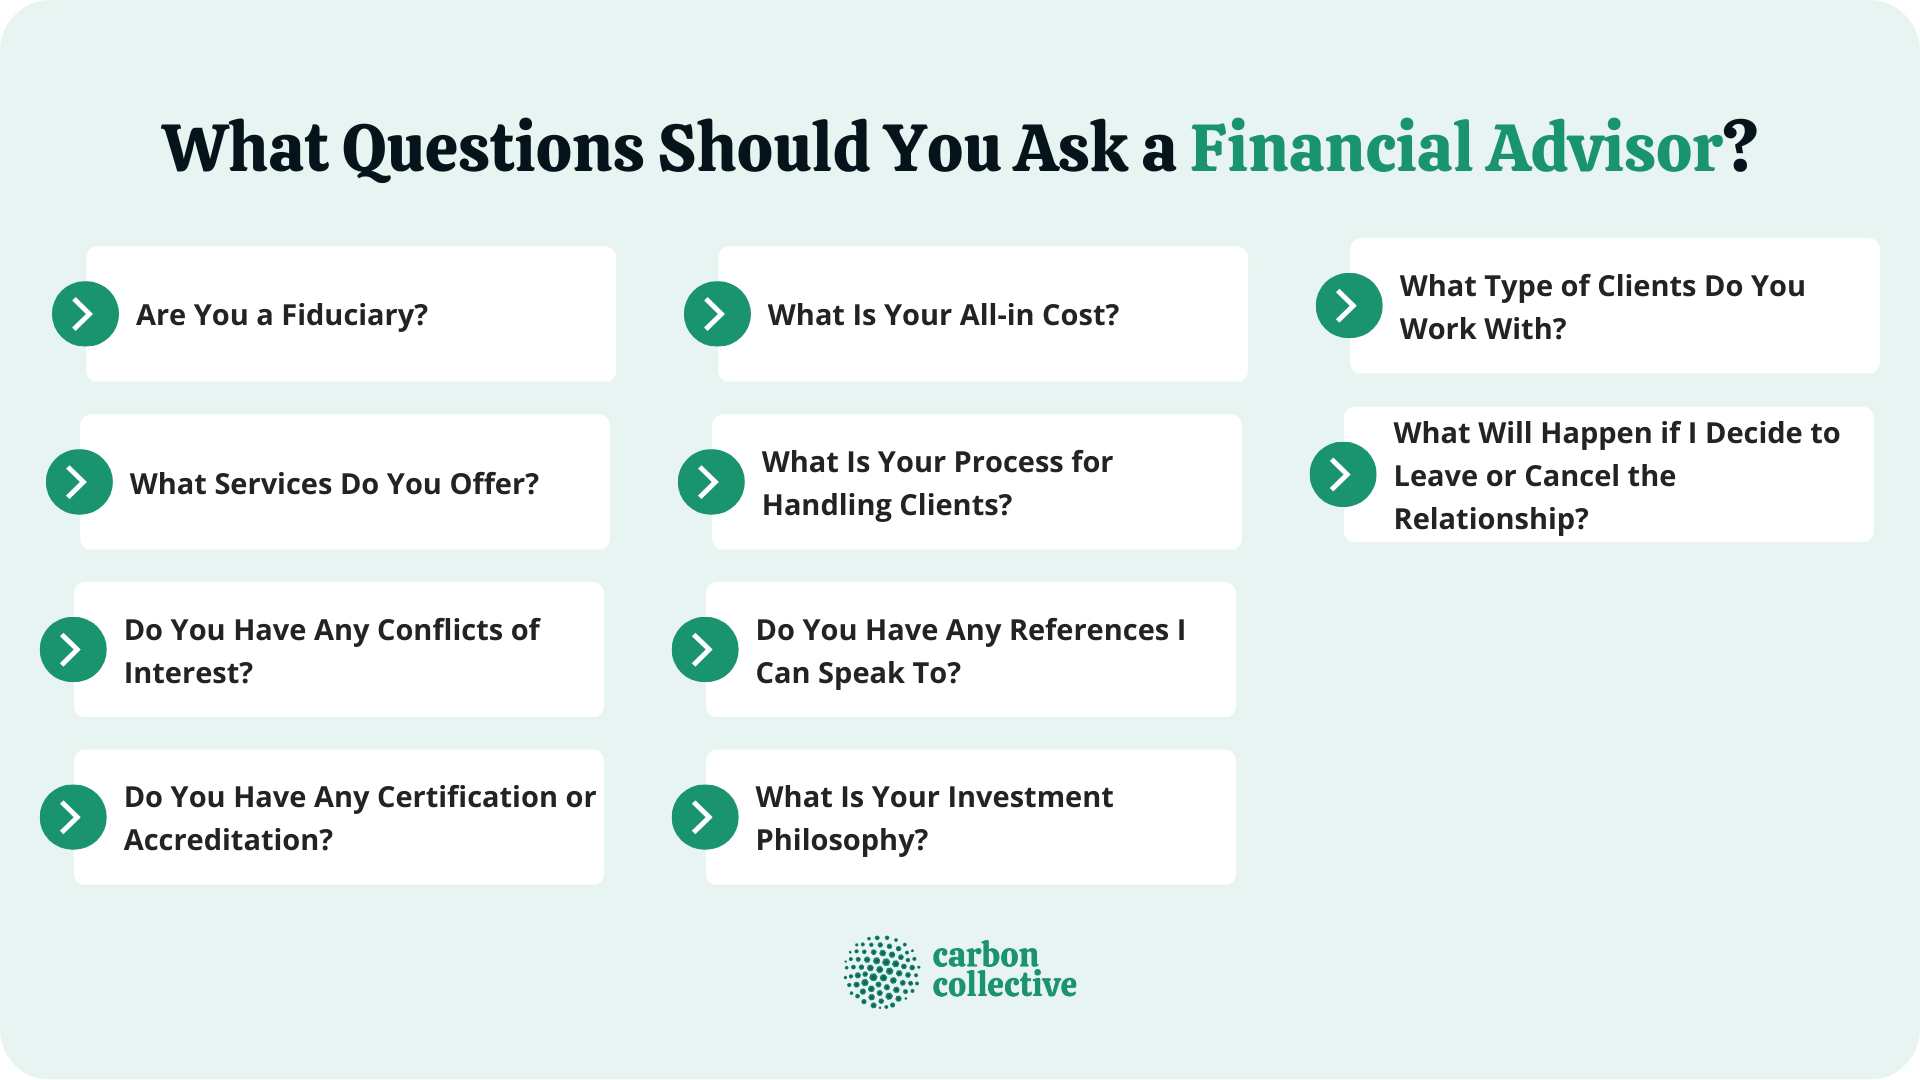 What Questions Should You Ask a Financial Advisor?
Are You a Fiduciary?
What Services Do You Offer?
Do You Have Any Conflicts of
Interest?
Do You Have Any Certification or
Accreditation?
What Is Your All-in Cost?
What Is Your Process for
Handling Clients?
Do You Have Any References I
Can Speak To?
What Is Your Investment
Philosophy?
What Type of Clients Do You
Work With?
What Will Happen if I Decide to
Leave or Cancel the
Relationship?
carbon
collective